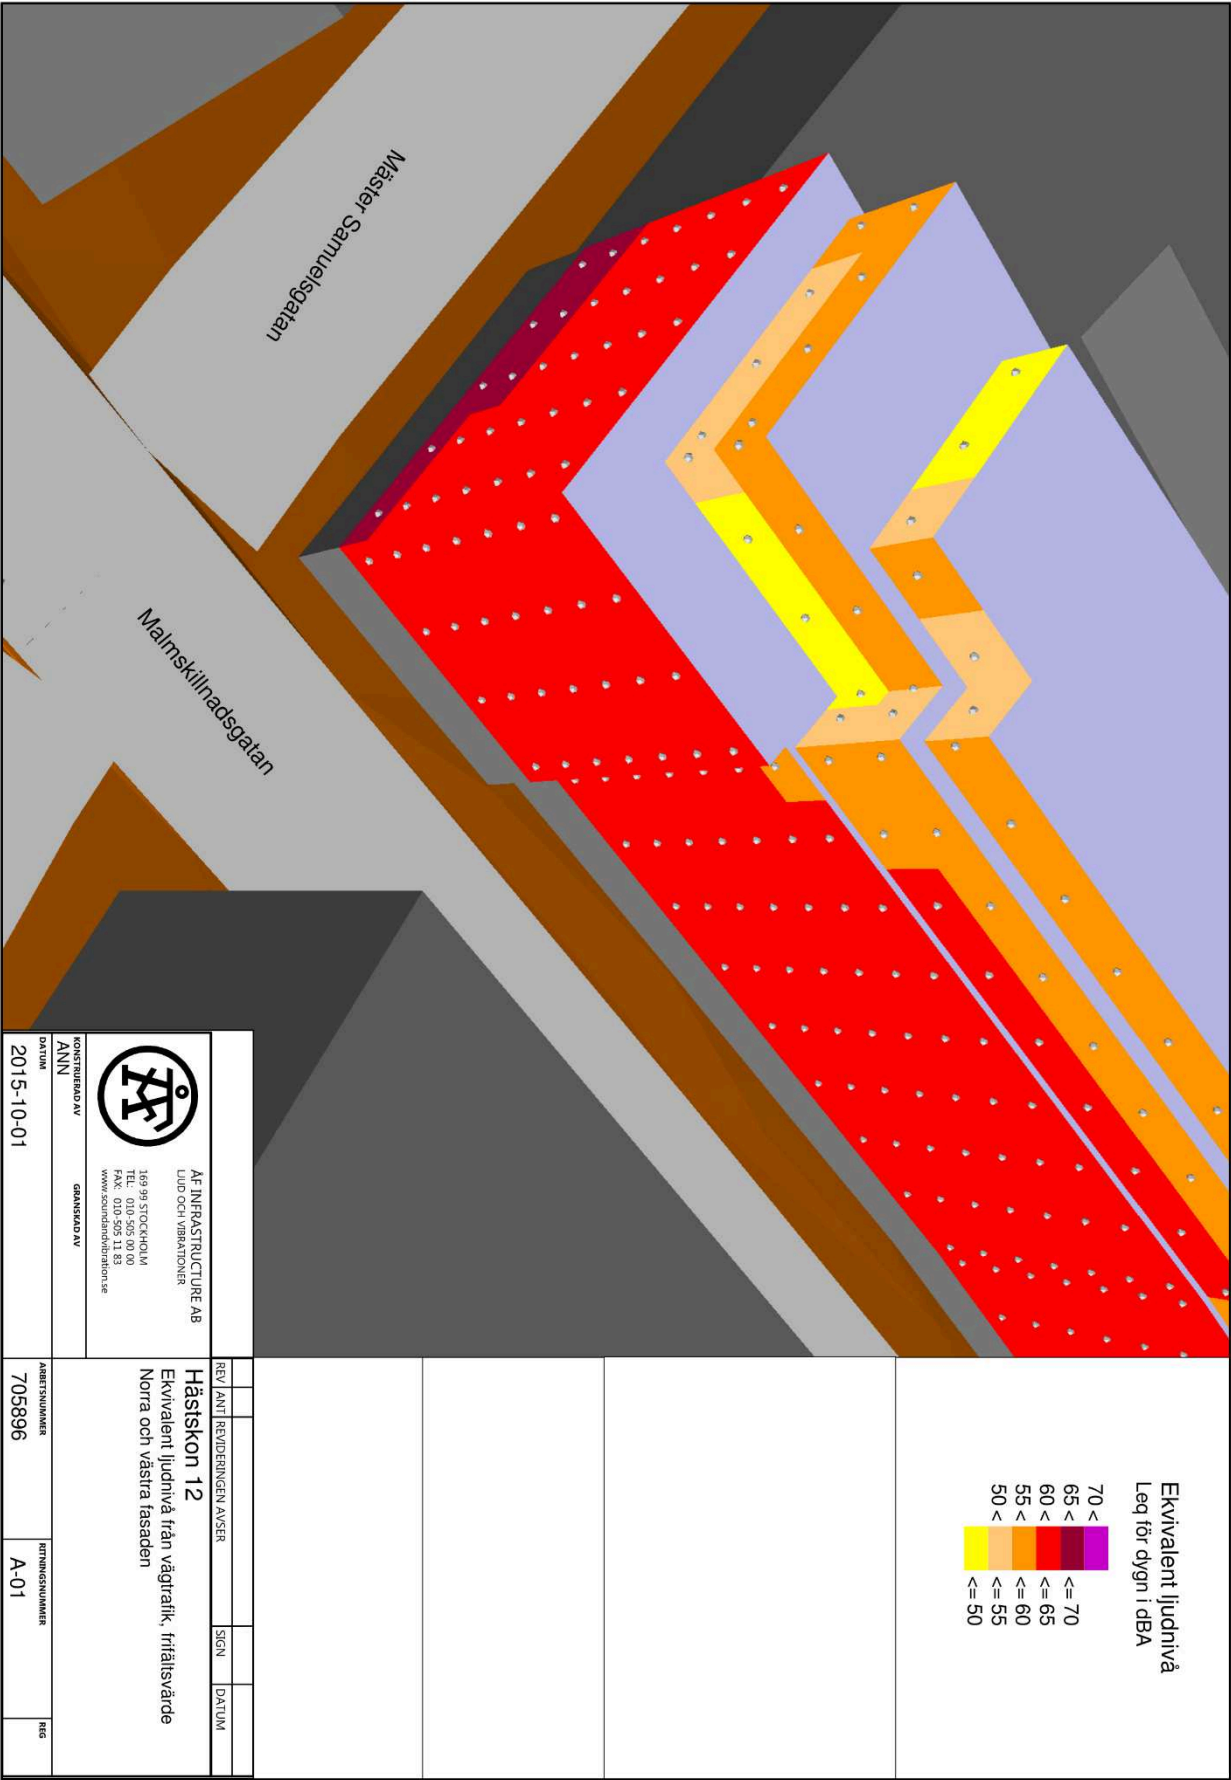 Mäster Samuelsgatan
Malmskillnadsgatan
Ekvivalent ljudnivå
Leq för dygn i dBA
70 <
65 < <= 70
60 < <= 65
55 < <= 60
50 < <= 55
<= 50
ÅF
ÅF INFRASTRUCTURE AB
LJUD OCH VIBRATIONER
169 99 STOCKHOLM
TEL: 010-505 00 00
FAX: 010-505 11 83
www.soundandvibration.se
KONSTRUERAD AV GRANSKAD AV
ANN
DATUM
2015-10-01
REV ANT REVIDERINGEN AVSER SIGN DATUM
Hästskon 12
Ekvivalent ljudnivå från vägtrafik, frifältsvärde
Norra och västra fasaden
ARBETSNUMMER RITNINGSNUMMER REG
705896 A-01